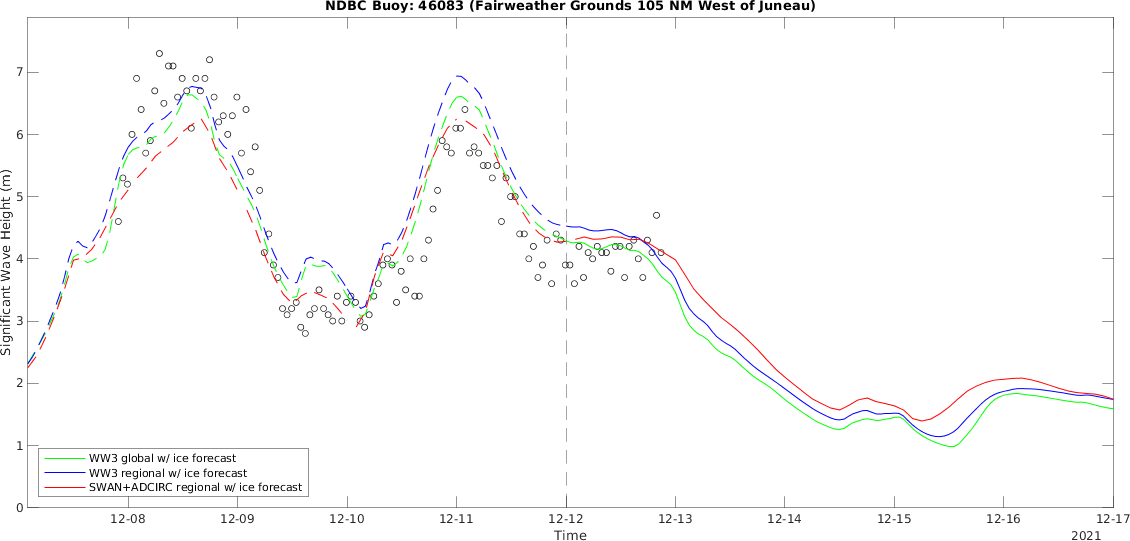 NDBC Buoy: 46083 (Fairweather Grounds 105 NM West of Juneau)
Significant Wave Height (m)
7
6
5
4
3
2
1
0
WW3 global w/ ice forecast
WW3 regional w/ ice forecast
SWAN+ADCIRC regional w/ ice forecast
12-08 12-09 12-10 12-11 12-12 12-13 12-14 12-15 12-16 12-17
Time
2021